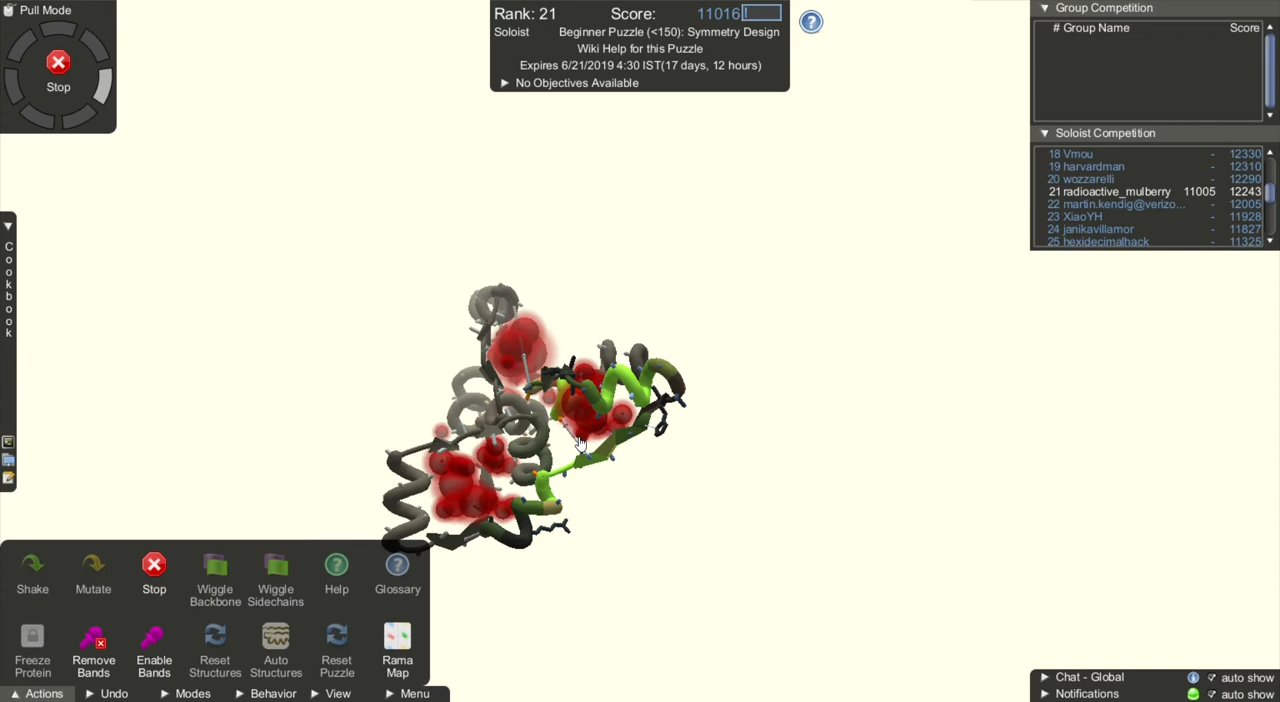 Pull Mode
Stop
Rank: 21 Score: 11016
Soloist Beginner Puzzle (<150): Symmetry Design
Wiki Help for this Puzzle
Expires 6/21/2019 4:30 IST(17 days, 12 hours)
No Objectives Available
?
Group Competition
# Group Name Score
Soloist Competition
18 Vmou - 12330
19 harvardman - 12310
20 wozzarelli - 12290
21 radioactive_mulberry 11005 12243
22 martin.kendig@verizo... - 12005
23 XiaoYH - 11928
24 janikavillamor - 11827
25 hexidecimalhack - 11325
Cookbook
Shake Mutate Stop Wiggle Backbone Wiggle Sidechains Help Glossary
Freeze Protein Remove Bands Enable Bands Reset Structures Auto Structures Reset Puzzle Rama Map
Actions Undo Modes Behavior View Menu
Chat - Global auto show
Notifications auto show